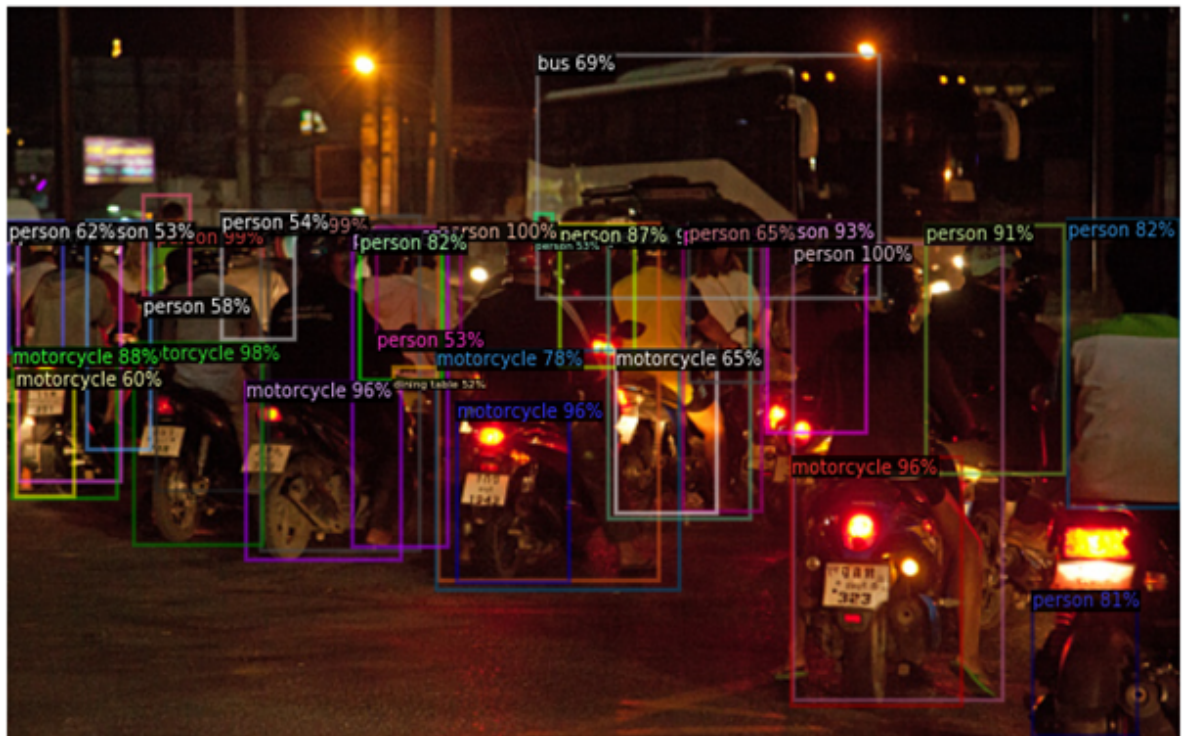 bus 69%
person 62%
son 53%
99%
person 54%
99%
person 100%
person 82%
person 53%
person 87%
person 65%
son 93%
person 100%
person 91%
person 82%
person 58%
person 53%
motorcycle 88%
torcycle 98%
motorcycle 78%
motorcycle 65%
motorcycle 60%
motorcycle 96%
dining table 52%
motorcycle 96%
motorcycle 96%
1243
323
person 81%